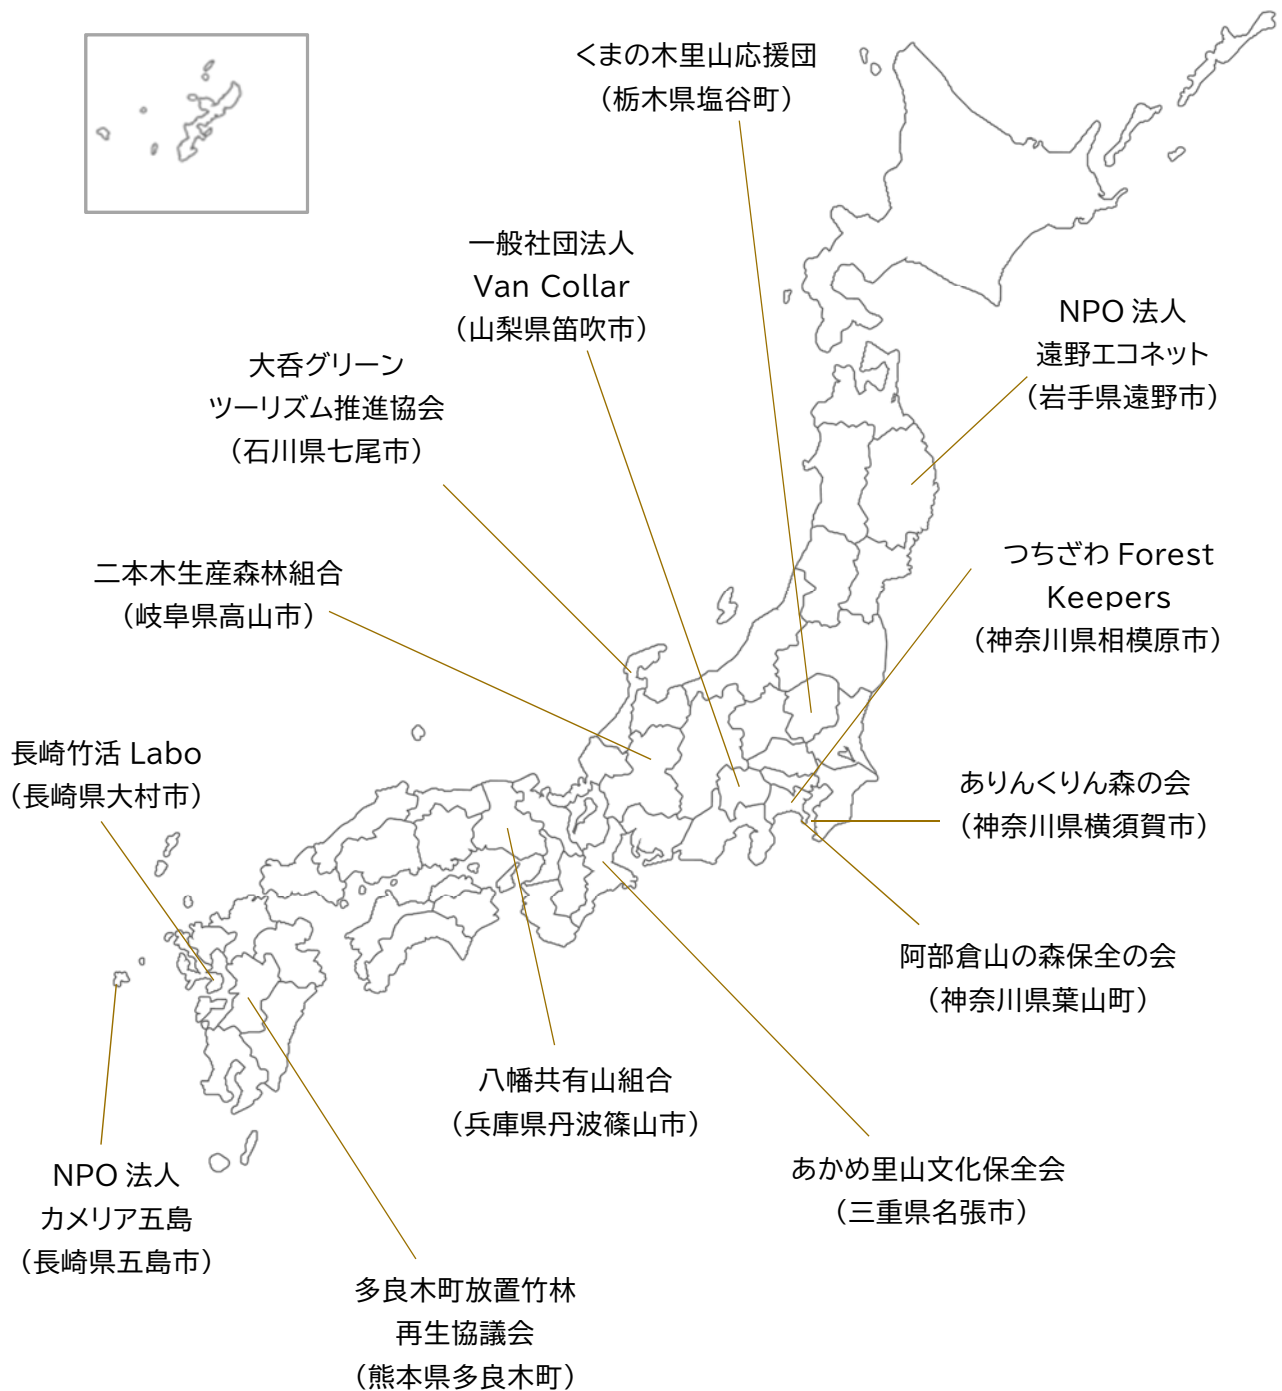 くまの木里山応援団
（栃木県塩谷町）
一般社団法人
Van Collar
（山梨県笛吹市）
NPO 法人
遠野エコネット
（岩手県遠野市）
大呑グリーン
ツーリズム推進協会
（石川県七尾市）
二本木生産森林組合
（岐阜県高山市）
つちざわ Forest
Keepers
（神奈川県相模原市）
長崎竹活 Labo
（長崎県大村市）
ありんくりん森の会
（神奈川県横須賀市）
阿部倉山の森保全の会
（神奈川県葉山町）
八幡共有山組合
（兵庫県丹波篠山市）
あかめ里山文化保全会
（三重県名張市）
NPO 法人
カメリア五島
（長崎県五島市）
多良木町放置竹林
再生協議会
（熊本県多良木町）